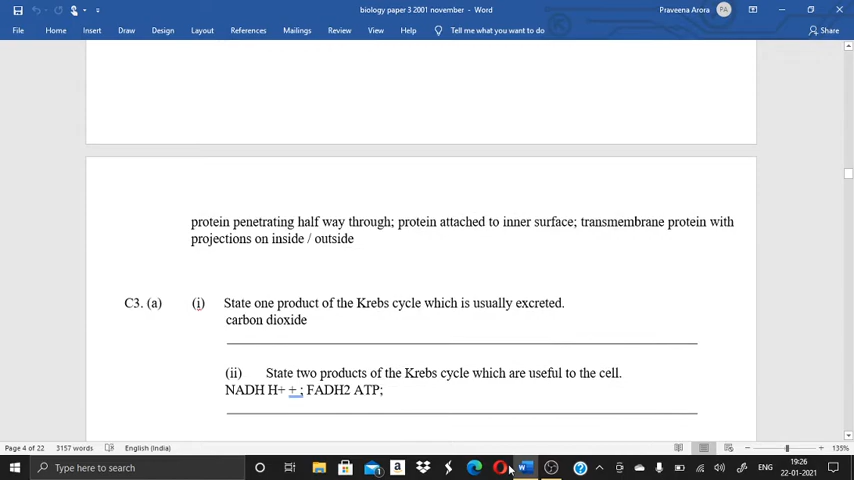 biology paper 3 2001 november - Word
Praveena Arora
PA
File Home Insert Draw Design Layout References Mailings Review View Help Tell me what you want to do Share
protein penetrating half way through; protein attached to inner surface; transmembrane protein with
projections on inside / outside
C3. (a) (i) State one product of the Krebs cycle which is usually excreted.
carbon dioxide
(ii) State two products of the Krebs cycle which are useful to the cell.
NADH H+ + ; FADH2 ATP;
Page 4 of 22 3157 words English (India) 135%
Type here to search ENG 19:26
22-01-2021